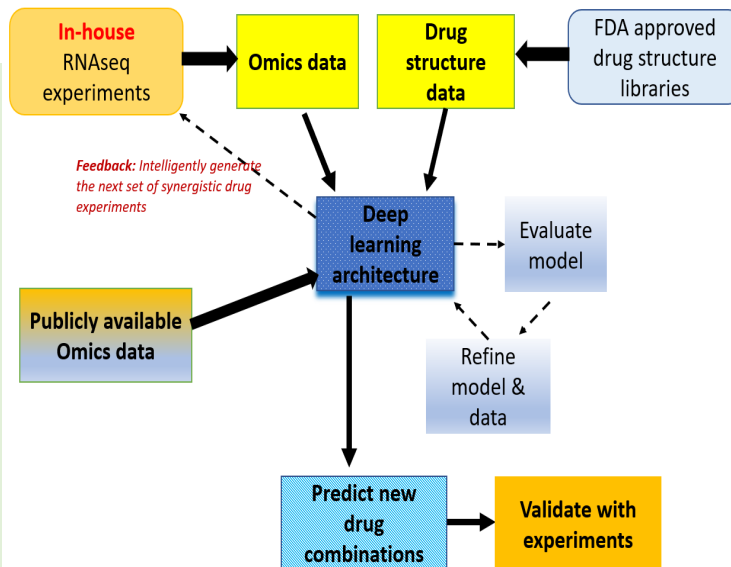 In-house
RNAseq
experiments
Omics data
Drug
structure
data
FDA approved
drug structure
libraries
Feedback: Intelligently generate
the next set of synergistic drug
experiments
Deep
learning
architecture
Evaluate
model
Publicly available
Omics data
Refine
model &
data
Predict new
drug
combinations
Validate with
experiments